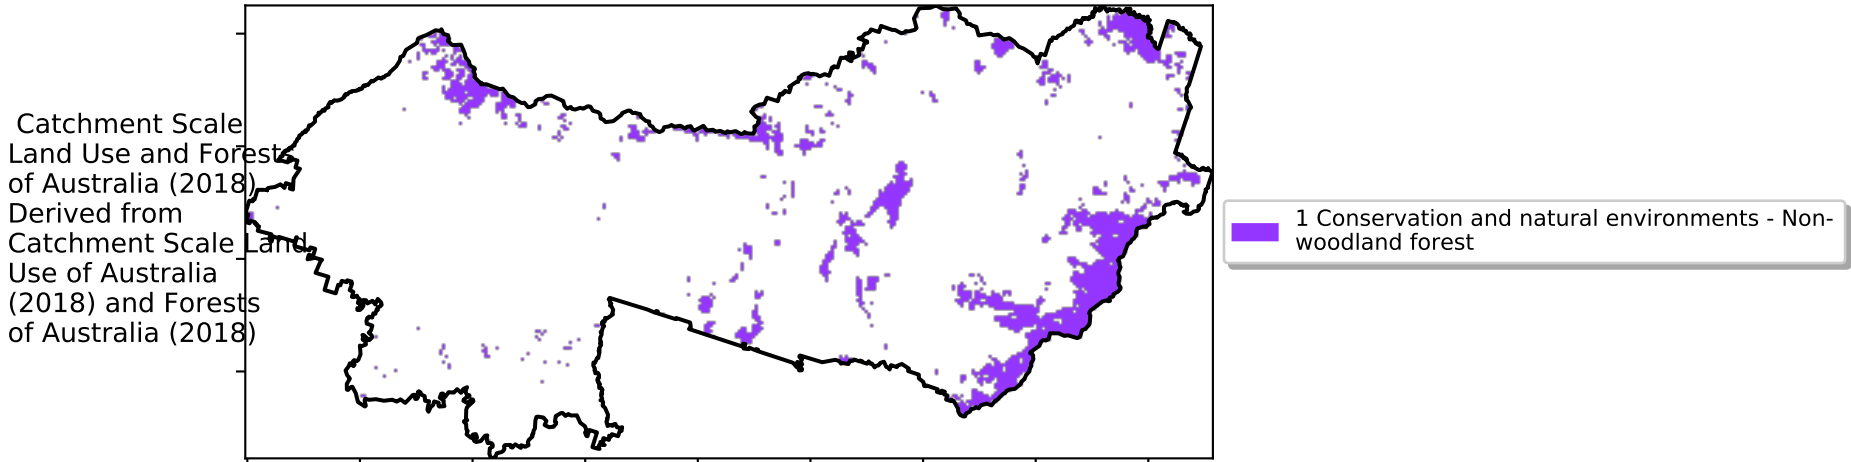 Catchment Scale
Land Use and Forests
of Australia (2018)
Derived from
Catchment Scale Land
Use of Australia
(2018) and Forests
of Australia (2018)
1 Conservation and natural environments - Non-
woodland forest